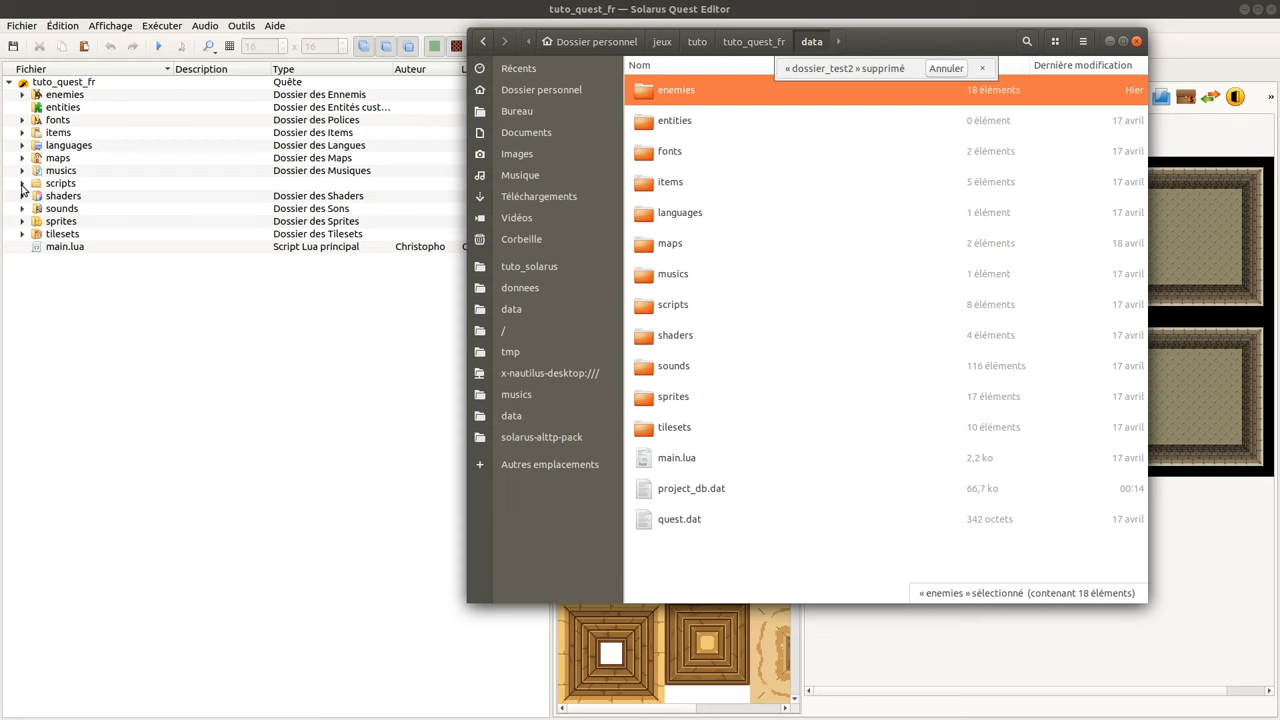 tuto_quest_fr — Solarus Quest Editor
Fichier Édition Affichage Exécuter Audio Outils Aide
16 x 16
Fichier Description Type Auteur
tuto_quest_fr Quête
enemies Dossier des Ennemis
entities Dossier des Entités cust...
fonts Dossier des Polices
items Dossier des Items
languages Dossier des Langues
maps Dossier des Maps
musics Dossier des Musiques
scripts
shaders Dossier des Shaders
sounds Dossier des Sons
sprites Dossier des Sprites
tilesets Dossier des Tilesets
main.lua Script Lua principal Christopho
Dossier personnel jeux tuto tuto_quest_fr data
Récents
Dossier personnel
Bureau
Documents
Images
Musique
Téléchargements
Vidéos
Corbeille
tuto_solarus
donnees
data
/
tmp
x-nautilus-desktop:///
musics
data
solarus-alttp-pack
Autres emplacements
Nom Dernière modification
« dossier_test2 » supprimé Annuler ×
enemies 18 éléments Hier
entities 0 élément 17 avril
fonts 2 éléments 17 avril
items 5 éléments 17 avril
languages 1 élément 17 avril
maps 2 éléments 18 avril
musics 1 élément 17 avril
scripts 8 éléments 17 avril
shaders 4 éléments 17 avril
sounds 116 éléments 17 avril
sprites 17 éléments 17 avril
tilesets 10 éléments 17 avril
main.lua 2,2 ko 17 avril
project_db.dat 66,7 ko 00:14
quest.dat 342 octets 17 avril
« enemies » sélectionné (contenant 18 éléments)
»